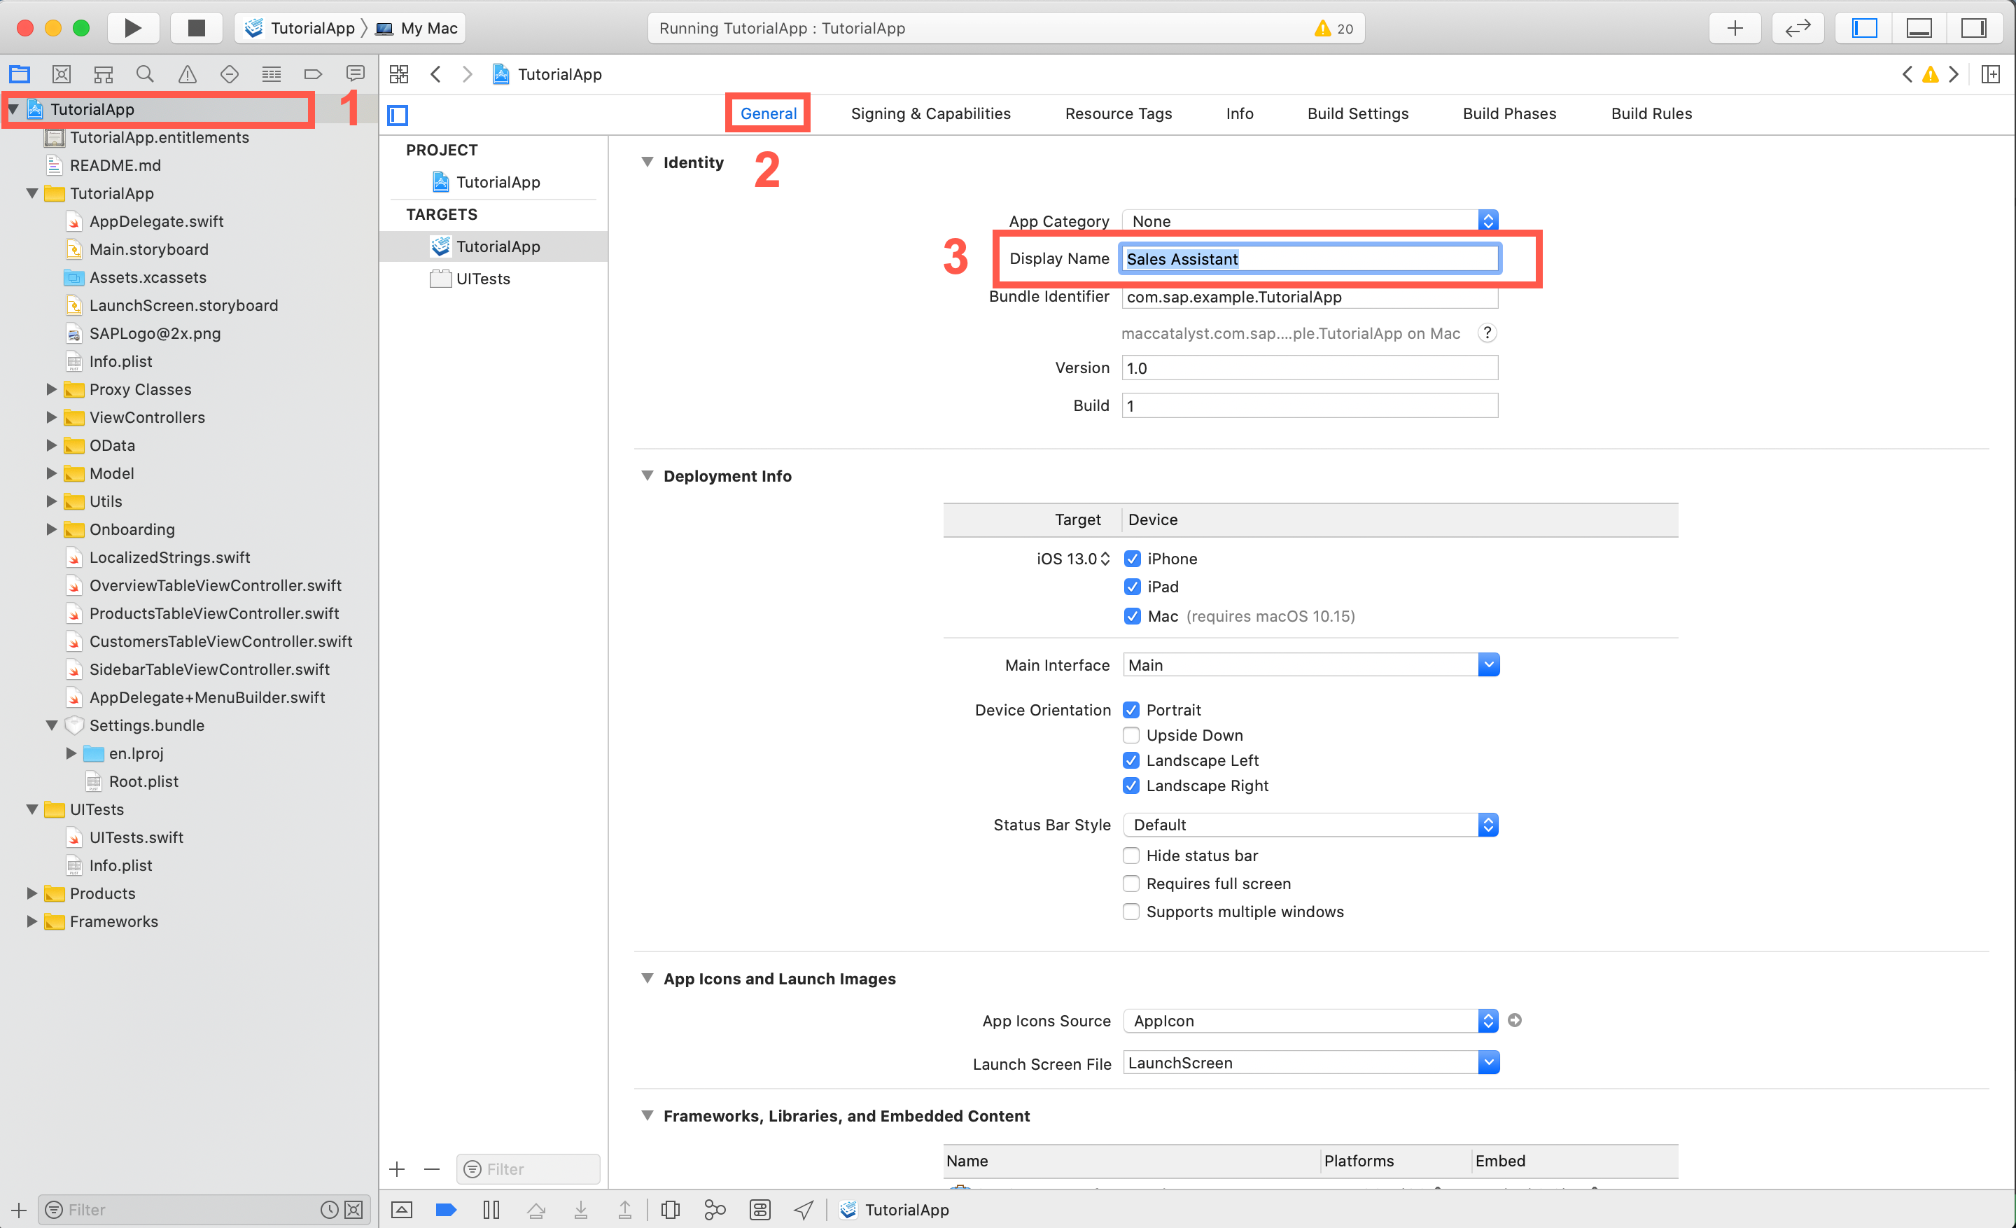 TutorialApp
My Mac
Running TutorialApp : TutorialApp
20
TutorialApp
1
TutorialApp.entitlements
README.md
TutorialApp
AppDelegate.swift
Main.storyboard
Assets.xcassets
LaunchScreen.storyboard
SAPLogo@2x.png
Info.plist
Proxy Classes
ViewControllers
OData
Model
Utils
Onboarding
LocalizedStrings.swift
OverviewTableViewController.swift
ProductsTableViewController.swift
CustomersTableViewController.swift
SidebarTableViewController.swift
AppDelegate+MenuBuilder.swift
Settings.bundle
en.lproj
Root.plist
UITests
UITests.swift
Info.plist
Products
Frameworks
Filter
TutorialApp
General
Signing & Capabilities
Resource Tags
Info
Build Settings
Build Phases
Build Rules
PROJECT
TutorialApp
TARGETS
TutorialApp
UITests
Filter
Identity
2
App Category None
3
Display Name Sales Assistant
Bundle Identifier com.sap.example.TutorialApp
maccatalyst.com.sap....ple.TutorialApp on Mac ?
Version 1.0
Build 1
Deployment Info
Target Device
iOS 13.0 iPhone
iPad
Mac (requires macOS 10.15)
Main Interface Main
Device Orientation Portrait
Upside Down
Landscape Left
Landscape Right
Status Bar Style Default
Hide status bar
Requires full screen
Supports multiple windows
App Icons and Launch Images
App Icons Source AppIcon
Launch Screen File LaunchScreen
Frameworks, Libraries, and Embedded Content
Name Platforms Embed
TutorialApp